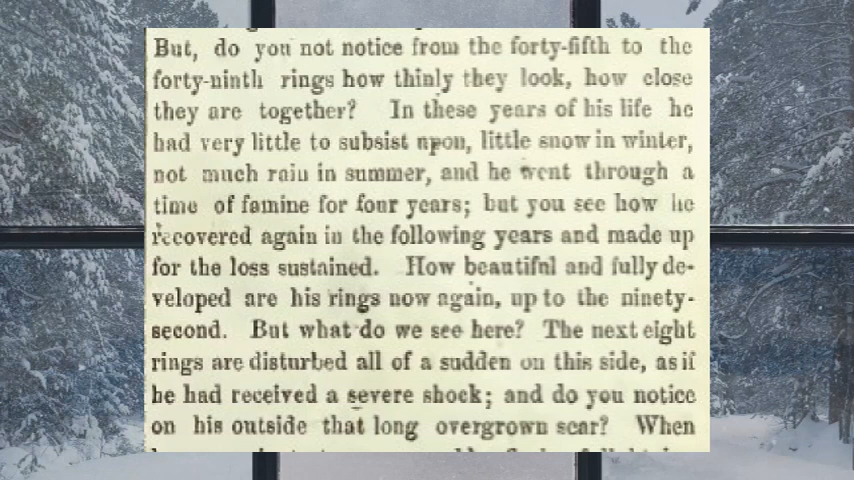 But, do you not notice from the forty-fifth to the
forty-ninth rings how thinly they look, how close
they are together? In these years of his life he
had very little to subsist upon, little snow in winter,
not much rain in summer, and he went through a
time of famine for four years; but you see how he
recovered again in the following years and made up
for the loss sustained. How beautiful and fully de-
veloped are his rings now again, up to the ninety-
second. But what do we see here? The next eight
rings are disturbed all of a sudden on this side, as if
he had received a severe shock; and do you notice
on his outside that long overgrown scar? When